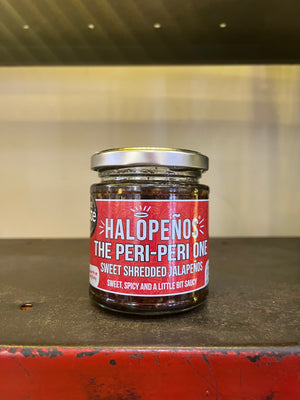 HALOPEÑOS
THE PERI-PERI ONE
SWEET SHREDDED JALAPEÑOS
SWEET, SPICY AND A LITTLE BIT SAUCY